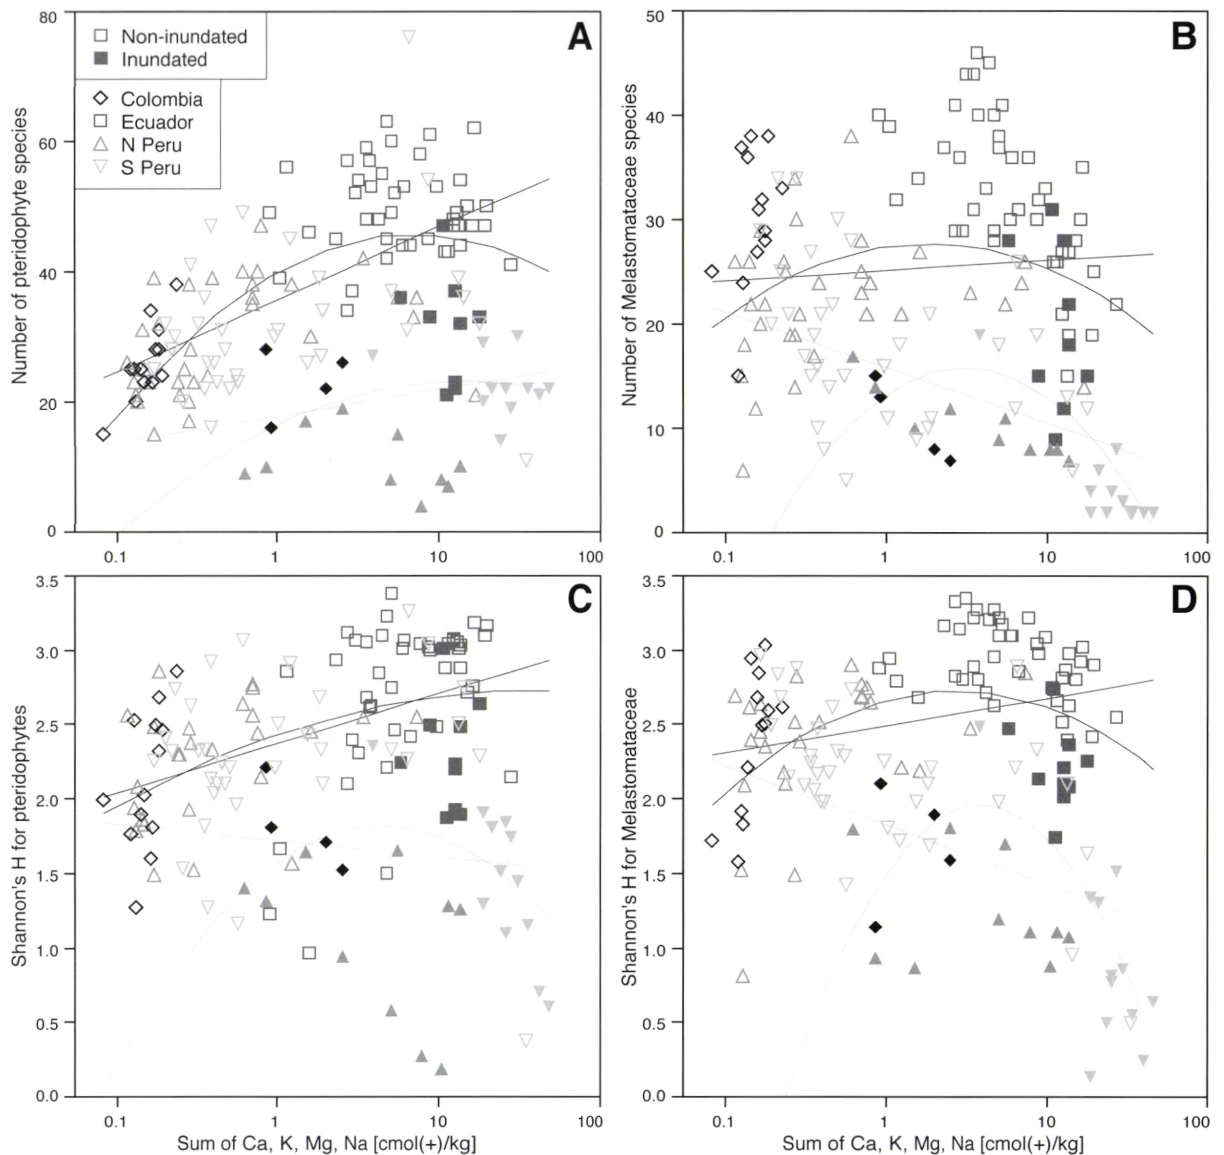 A
Non-inundated
Inundated
Colombia
Ecuador
N Peru
S Peru
Number of pteridophyte species
80
60
40
20
0
0.1 1 10 100
B
Number of Melastomataceae species
50
40
30
20
10
0
0.1 1 10 100
C
Shannon's H for pteridophytes
3.5
3.0
2.5
2.0
1.5
1.0
0.5
0.0
0.1 1 10 100
Sum of Ca, K, Mg, Na [cmol(+)/kg]
D
Shannon's H for Melastomataceae
3.5
3.0
2.5
2.0
1.5
1.0
0.5
0.0
0.1 1 10 100
Sum of Ca, K, Mg, Na [cmol(+)/kg]